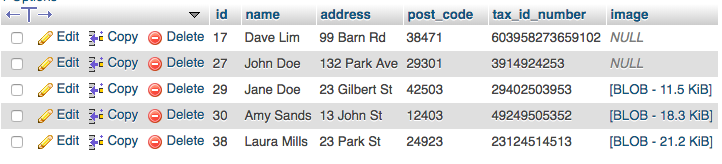 id name address post_code tax_id_number image
Edit Copy Delete 17 Dave Lim 99 Barn Rd 38471 603958273659102 NULL
Edit Copy Delete 27 John Doe 132 Park Ave 29301 3914924253 NULL
Edit Copy Delete 29 Jane Doe 23 Gilbert St 42503 29402503953 [BLOB - 11.5 KiB]
Edit Copy Delete 30 Amy Sands 13 John St 12403 49249505352 [BLOB - 18.3 KiB]
Edit Copy Delete 38 Laura Mills 23 Park St 24923 23124514513 [BLOB - 21.2 KiB]